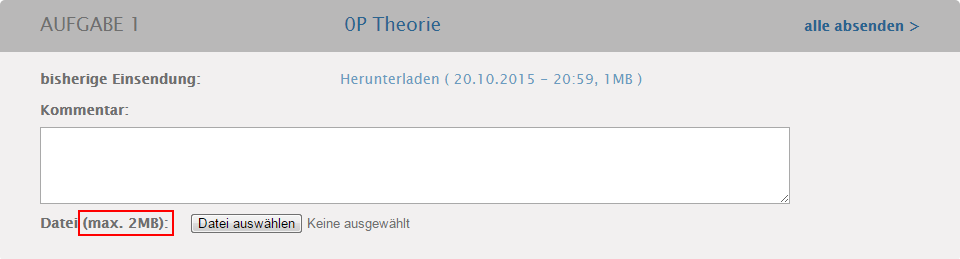 AUFGABE 1 0P Theorie alle absenden >
bisherige Einsendung: Herunterladen ( 20.10.2015 - 20:59, 1MB )
Kommentar:
Datei (max. 2MB): Datei auswählen Keine ausgewählt